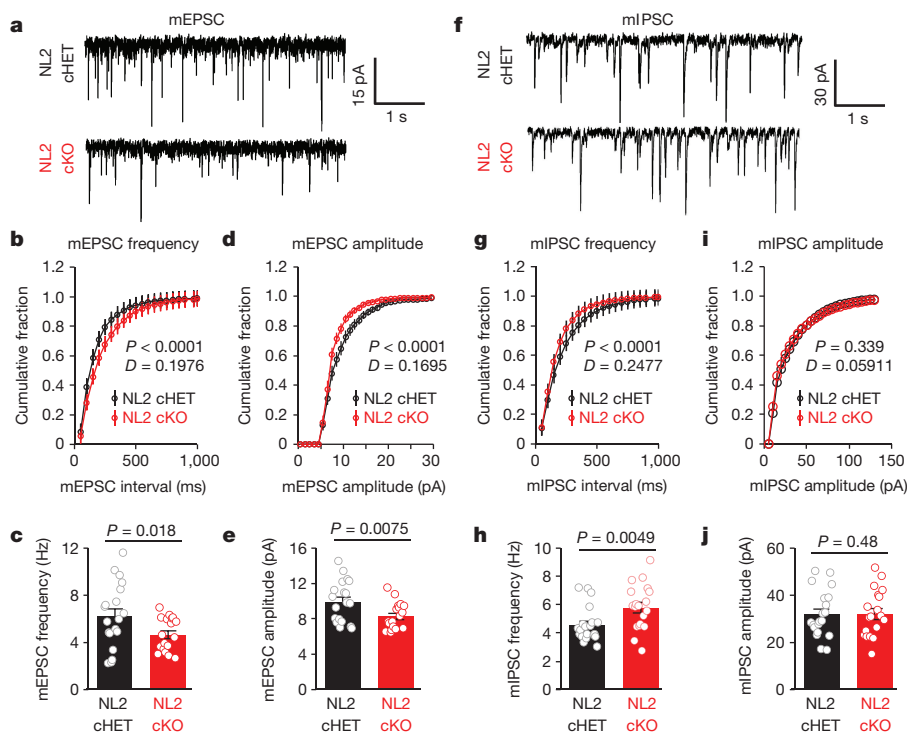 a
mEPSC
NL2
cHET
15 pA
1 s
NL2
cKO
f
mIPSC
NL2
cHET
30 pA
1 s
NL2
cKO
b
mEPSC frequency
Cumulative fraction
1.2
1.0
0.8
0.6
0.4
0.2
0
P < 0.0001
D = 0.1976
NL2 cHET
NL2 cKO
0
500
1,000
mEPSC interval (ms)
d
mEPSC amplitude
Cumulative fraction
1.2
1.0
0.8
0.6
0.4
0.2
0
P < 0.0001
D = 0.1695
NL2 cHET
NL2 cKO
0
10
20
30
mEPSC amplitude (pA)
g
mIPSC frequency
Cumulative fraction
1.2
1.0
0.8
0.6
0.4
0.2
0
P < 0.0001
D = 0.2477
NL2 cHET
NL2 cKO
0
500
1,000
mIPSC interval (ms)
i
mIPSC amplitude
Cumulative fraction
1.2
1.0
0.8
0.6
0.4
0.2
0
P = 0.339
D = 0.05911
NL2 cHET
NL2 cKO
0
50
100
150
mIPSC amplitude (pA)
c
mEPSC frequency (Hz)
12
8
4
0
P = 0.018
NL2
cHET
NL2
cKO
e
mEPSC amplitude (pA)
16
12
8
4
0
P = 0.0075
NL2
cHET
NL2
cKO
h
mIPSC frequency (Hz)
10
8
6
4
2
0
P = 0.0049
NL2
cHET
NL2
cKO
j
mIPSC amplitude (pA)
60
40
20
0
P = 0.48
NL2
cHET
NL2
cKO